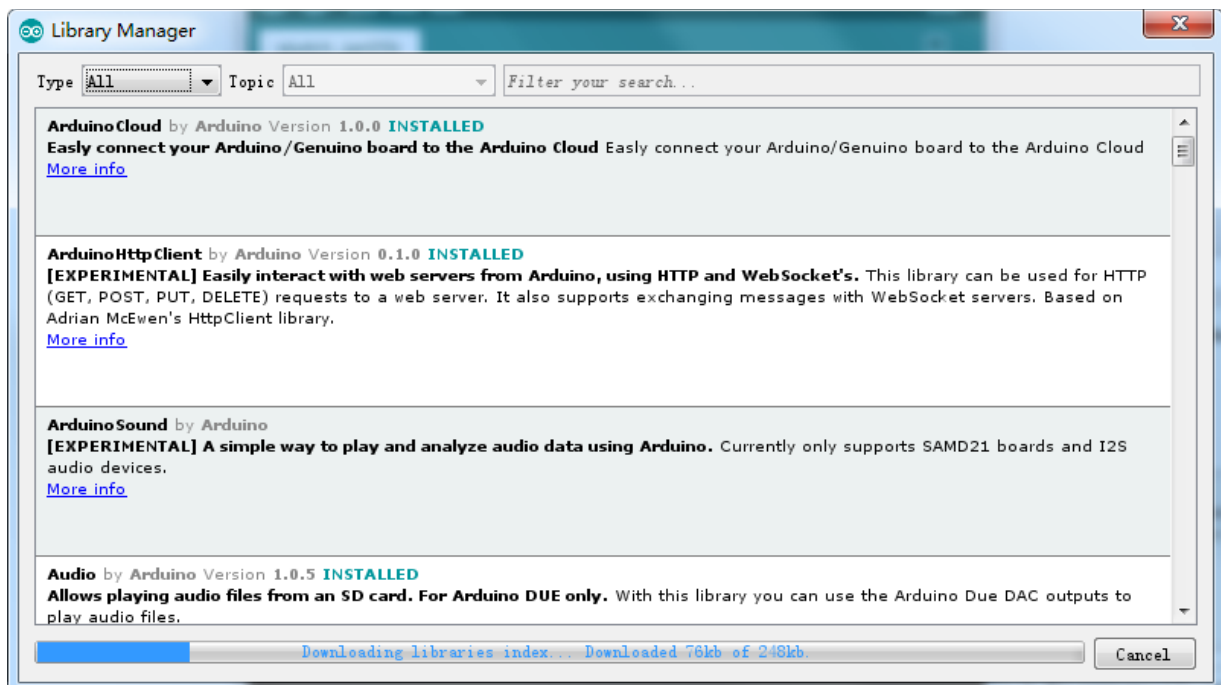 Library Manager
Type All Topic All Filter your search...
ArduinoCloud by Arduino Version 1.0.0 INSTALLED
Easly connect your Arduino/Genuino board to the Arduino Cloud Easly connect your Arduino/Genuino board to the Arduino Cloud
More info
ArduinoHttpClient by Arduino Version 0.1.0 INSTALLED
[EXPERIMENTAL] Easily interact with web servers from Arduino, using HTTP and WebSocket's. This library can be used for HTTP
(GET, POST, PUT, DELETE) requests to a web server. It also supports exchanging messages with WebSocket servers. Based on
Adrian McEwen's HttpClient library.
More info
ArduinoSound by Arduino
[EXPERIMENTAL] A simple way to play and analyze audio data using Arduino. Currently only supports SAMD21 boards and I2S
audio devices.
More info
Audio by Arduino Version 1.0.5 INSTALLED
Allows playing audio files from an SD card. For Arduino DUE only. With this library you can use the Arduino Due DAC outputs to
play audio files.
Downloading libraries index... Downloaded 76kb of 248kb.
Cancel